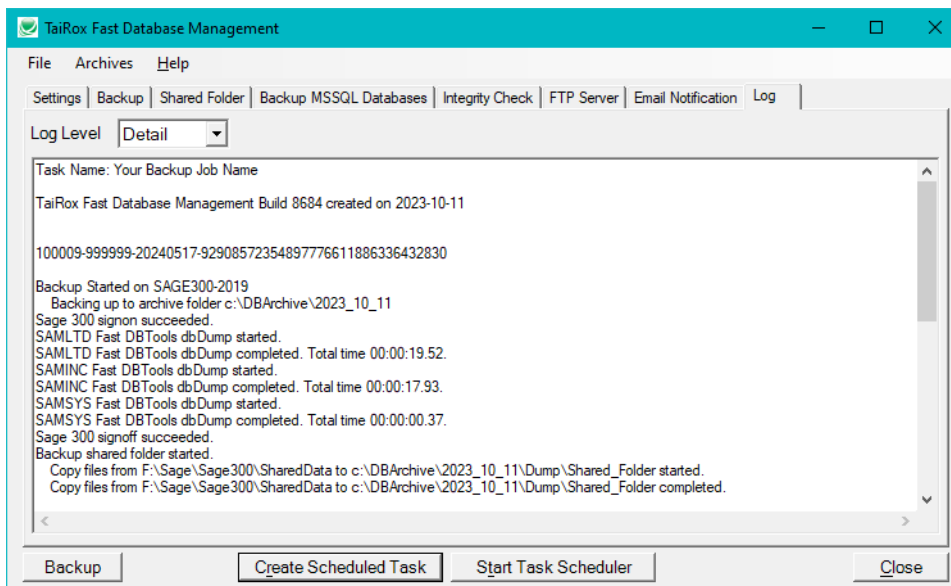 TaiRox Fast Database Management
File Archives Help
Settings Backup Shared Folder Backup MSSQL Databases Integrity Check FTP Server Email Notification Log
Log Level Detail
Task Name: Your Backup Job Name
TaiRox Fast Database Management Build 8684 created on 2023-10-11
100009-999999-20240517-92908572354897776611886336432830
Backup Started on SAGE300-2019
Backing up to archive folder c:\DBArchive\2023_10_11
Sage 300 signon succeeded.
SAMLTD Fast DBTools dbDump started.
SAMLTD Fast DBTools dbDump completed. Total time 00:00:19.52.
SAMINC Fast DBTools dbDump started.
SAMINC Fast DBTools dbDump completed. Total time 00:00:17.93.
SAMSYS Fast DBTools dbDump started.
SAMSYS Fast DBTools dbDump completed. Total time 00:00:00.37.
Sage 300 signoff succeeded.
Backup shared folder started.
Copy files from F:\Sage\Sage300\SharedData to c:\DBArchive\2023_10_11\Dump\Shared_Folder started.
Copy files from F:\Sage\Sage300\SharedData to c:\DBArchive\2023_10_11\Dump\Shared_Folder completed.
Backup Create Scheduled Task Start Task Scheduler Close